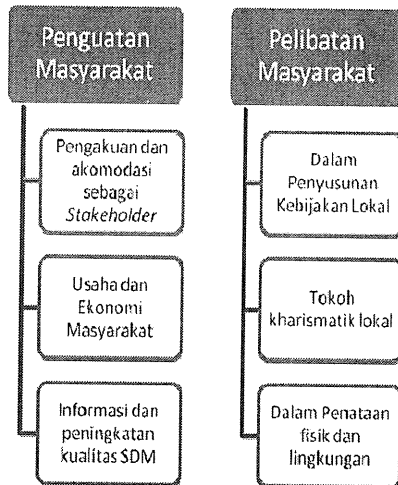 Penguatan
Masyarakat
Pengakuan dan
akomodasi
sebagai
Stakeholder
Usaha dan
Ekonomi
Masyarakat
Informasi dan
peningkatan
kualitas SDM
Pelibatan
Masyarakat
Dalam
Penyusunan
Kebijakan Lokal
Tokoh
kharismatik lokal
Dalam Penataan
fisik dan
lingkungan